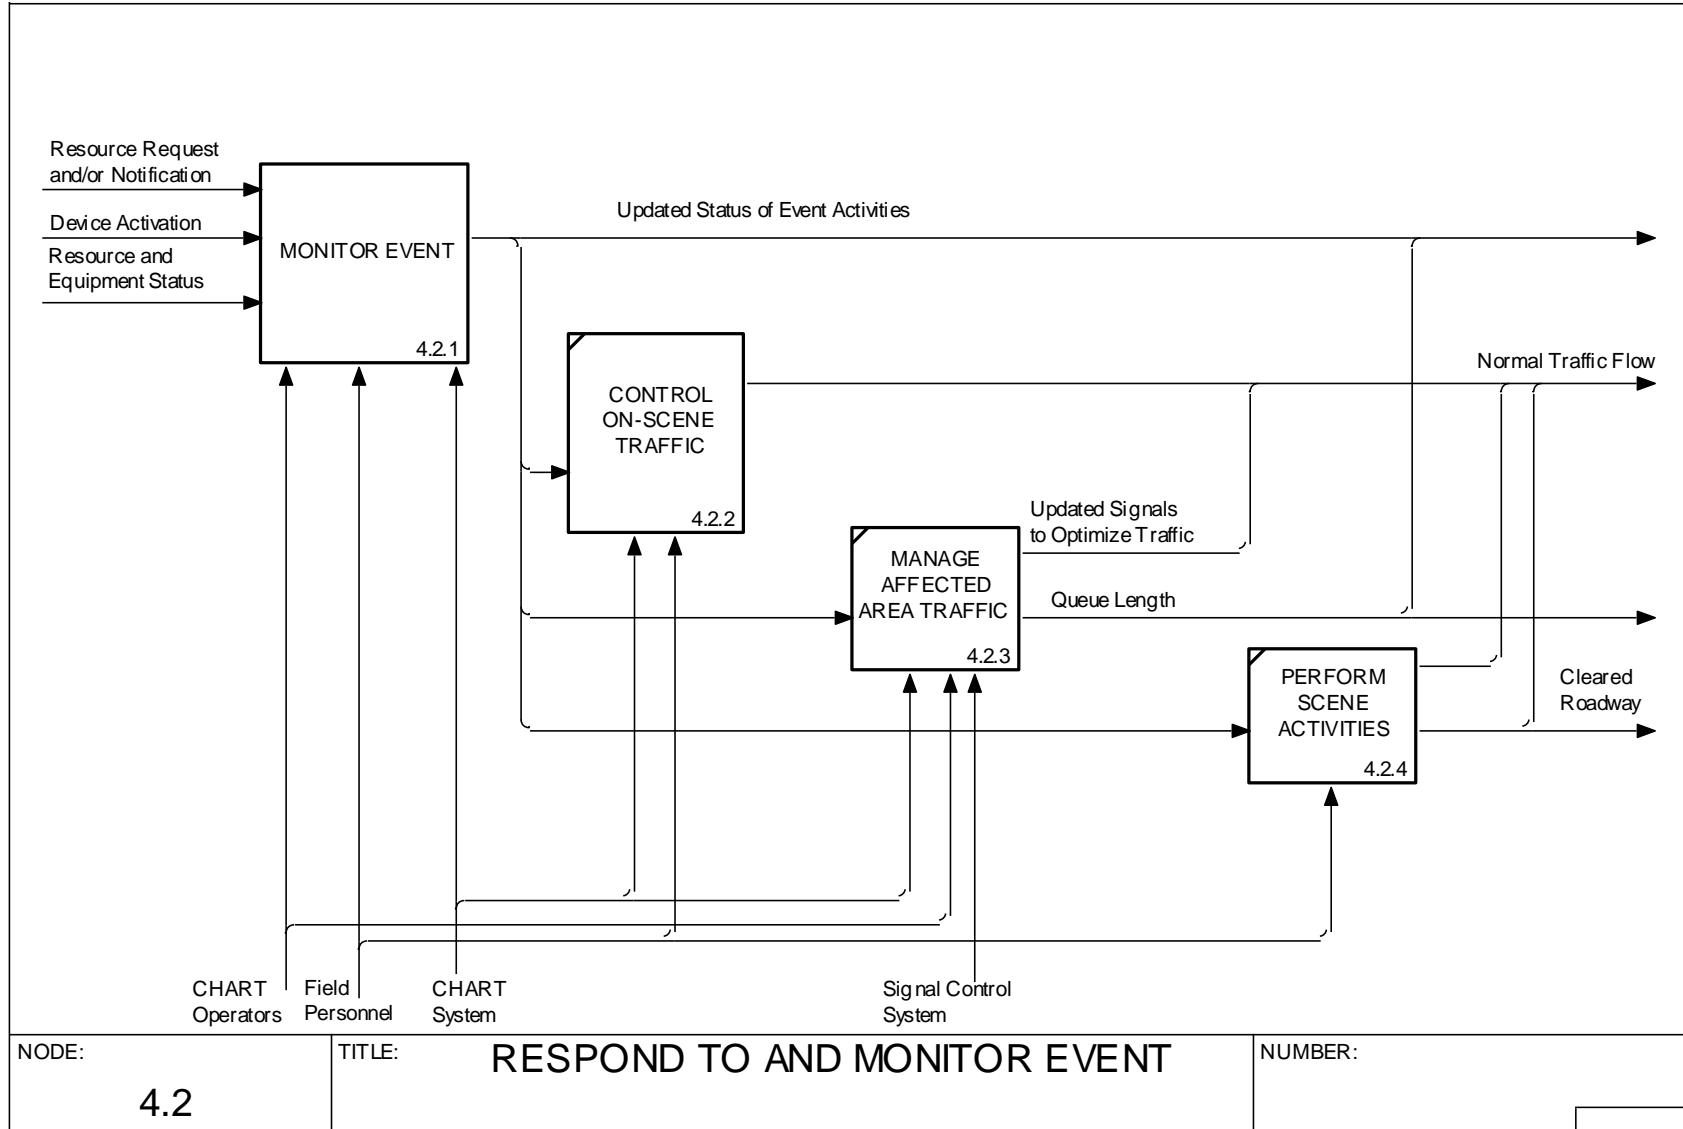 Resource Request
and/or Notification
Device Activation
Resource and
Equipment Status
MONITOR EVENT
4.2.1
Updated Status of Event Activities
CONTROL
ON-SCENE
TRAFFIC
4.2.2
Normal Traffic Flow
Updated Signals
to Optimize Traffic
MANAGE
AFFECTED
AREA TRAFFIC
4.2.3
Queue Length
PERFORM
SCENE
ACTIVITIES
4.2.4
Cleared
Roadway
CHART
Operators
Field
Personnel
CHART
System
Signal Control
System
NODE:
4.2
TITLE:
RESPOND TO AND MONITOR EVENT
NUMBER: